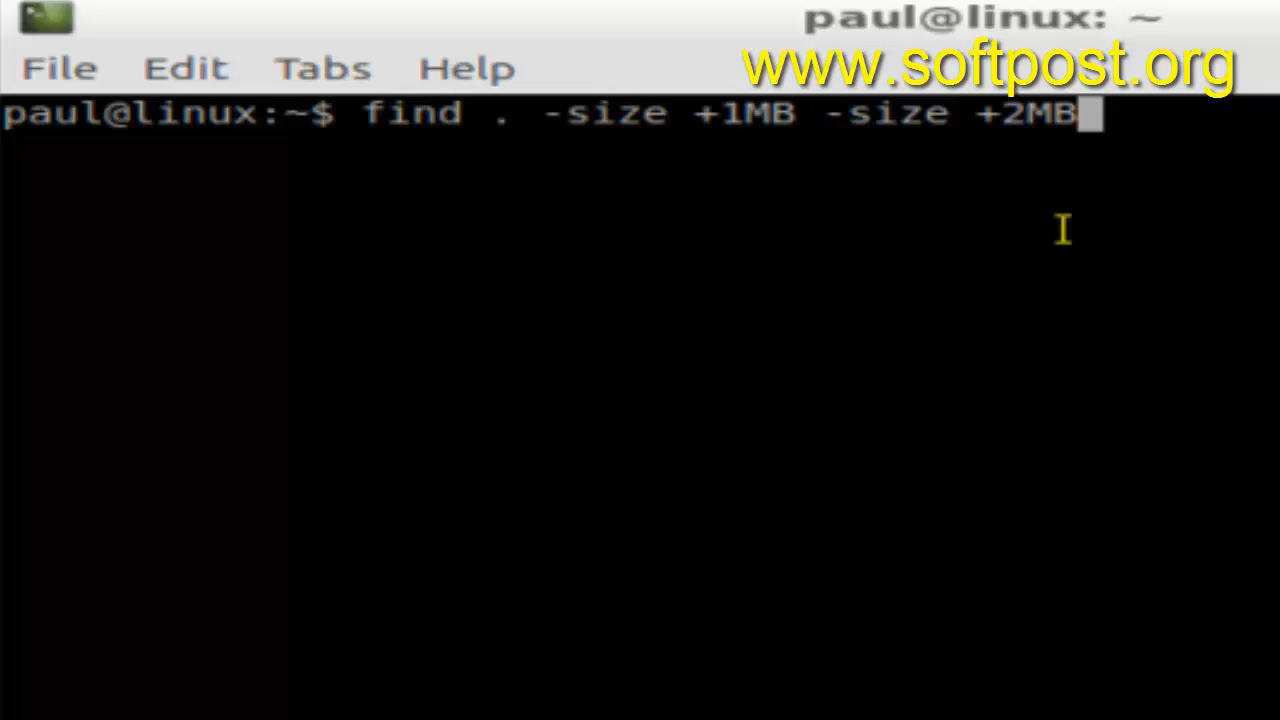 paul@linux: ~
File Edit Tabs Help
www.softpost.org
paul@linux:~$ find . -size +1MB -size +2MB